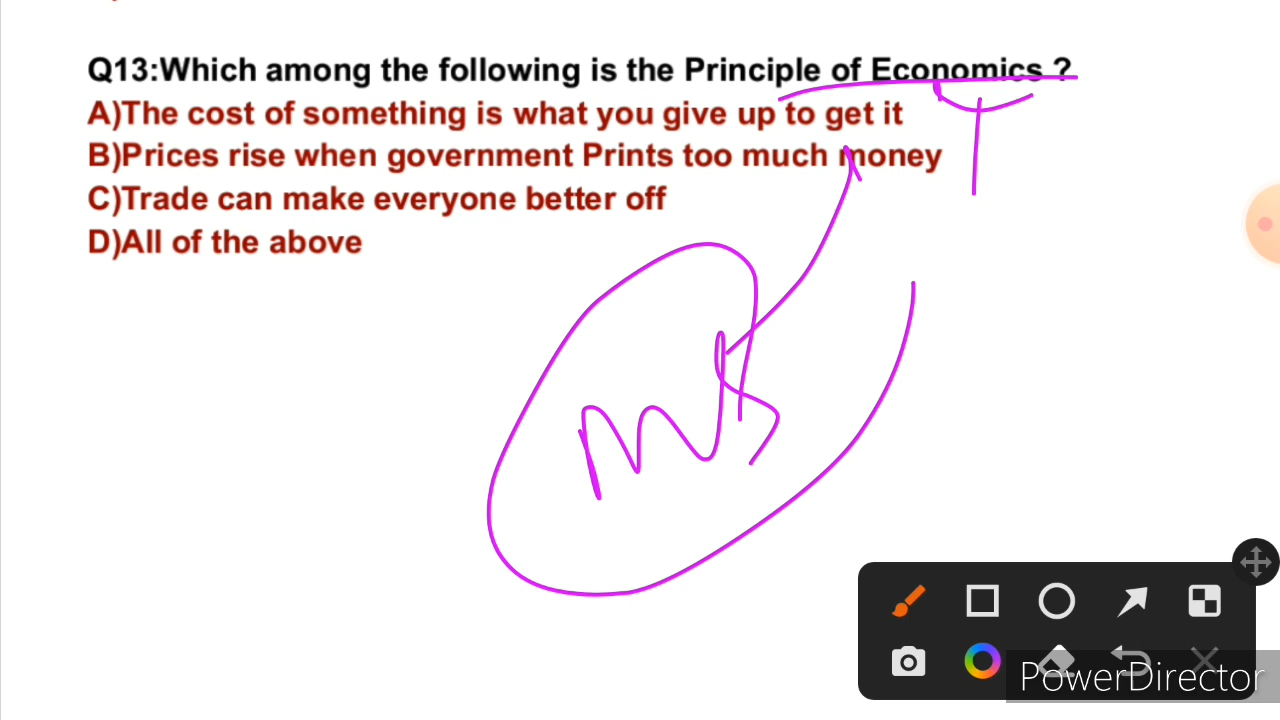 Q13:Which among the following is the Principle of Economics ?
A)The cost of something is what you give up to get it
B)Prices rise when government Prints too much money
C)Trade can make everyone better off
D)All of the above
PowerDirector